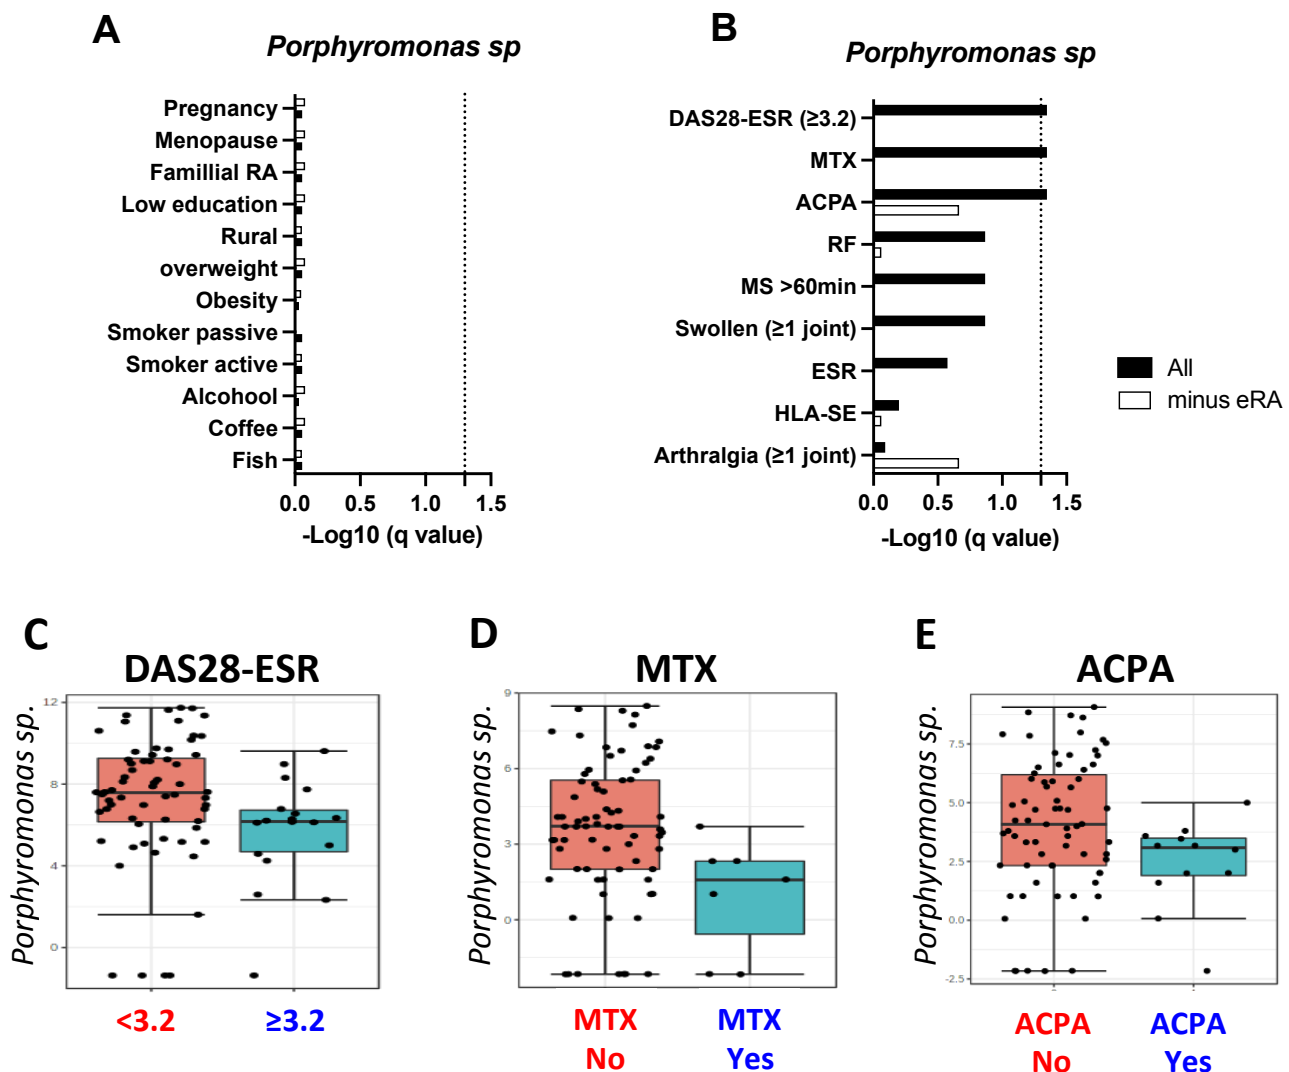 A
Porphyromonas sp
Pregnancy
Menopause
Famillial RA
Low education
Rural
overweight
Obesity
Smoker passive
Smoker active
Alcohool
Coffee
Fish
0.0 0.5 1.0 1.5
-Log10 (q value)
B
Porphyromonas sp
DAS28-ESR (≥3.2)
MTX
ACPA
RF
MS >60min
Swollen (≥1 joint)
ESR
HLA-SE
Arthralgia (≥1 joint)
0.0 0.5 1.0 1.5
-Log10 (q value)
All
minus eRA
C
DAS28-ESR
Porphyromonas sp.
12
8
4
0
<3.2 ≥3.2
D
MTX
Porphyromonas sp.
9
6
3
0
MTX MTX
No Yes
E
ACPA
Porphyromonas sp.
7.5
5.0
2.5
0.0
-2.5
ACPA ACPA
No Yes